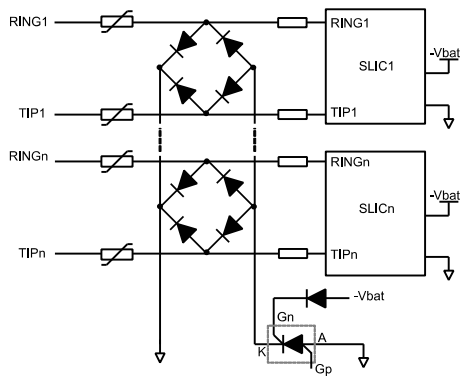 RING1
RING1
-Vbat
SLIC1
TIP1
TIP1
RINGn
RINGn
-Vbat
SLICn
TIPn
TIPn
-Vbat
Gn
K
A
Gp